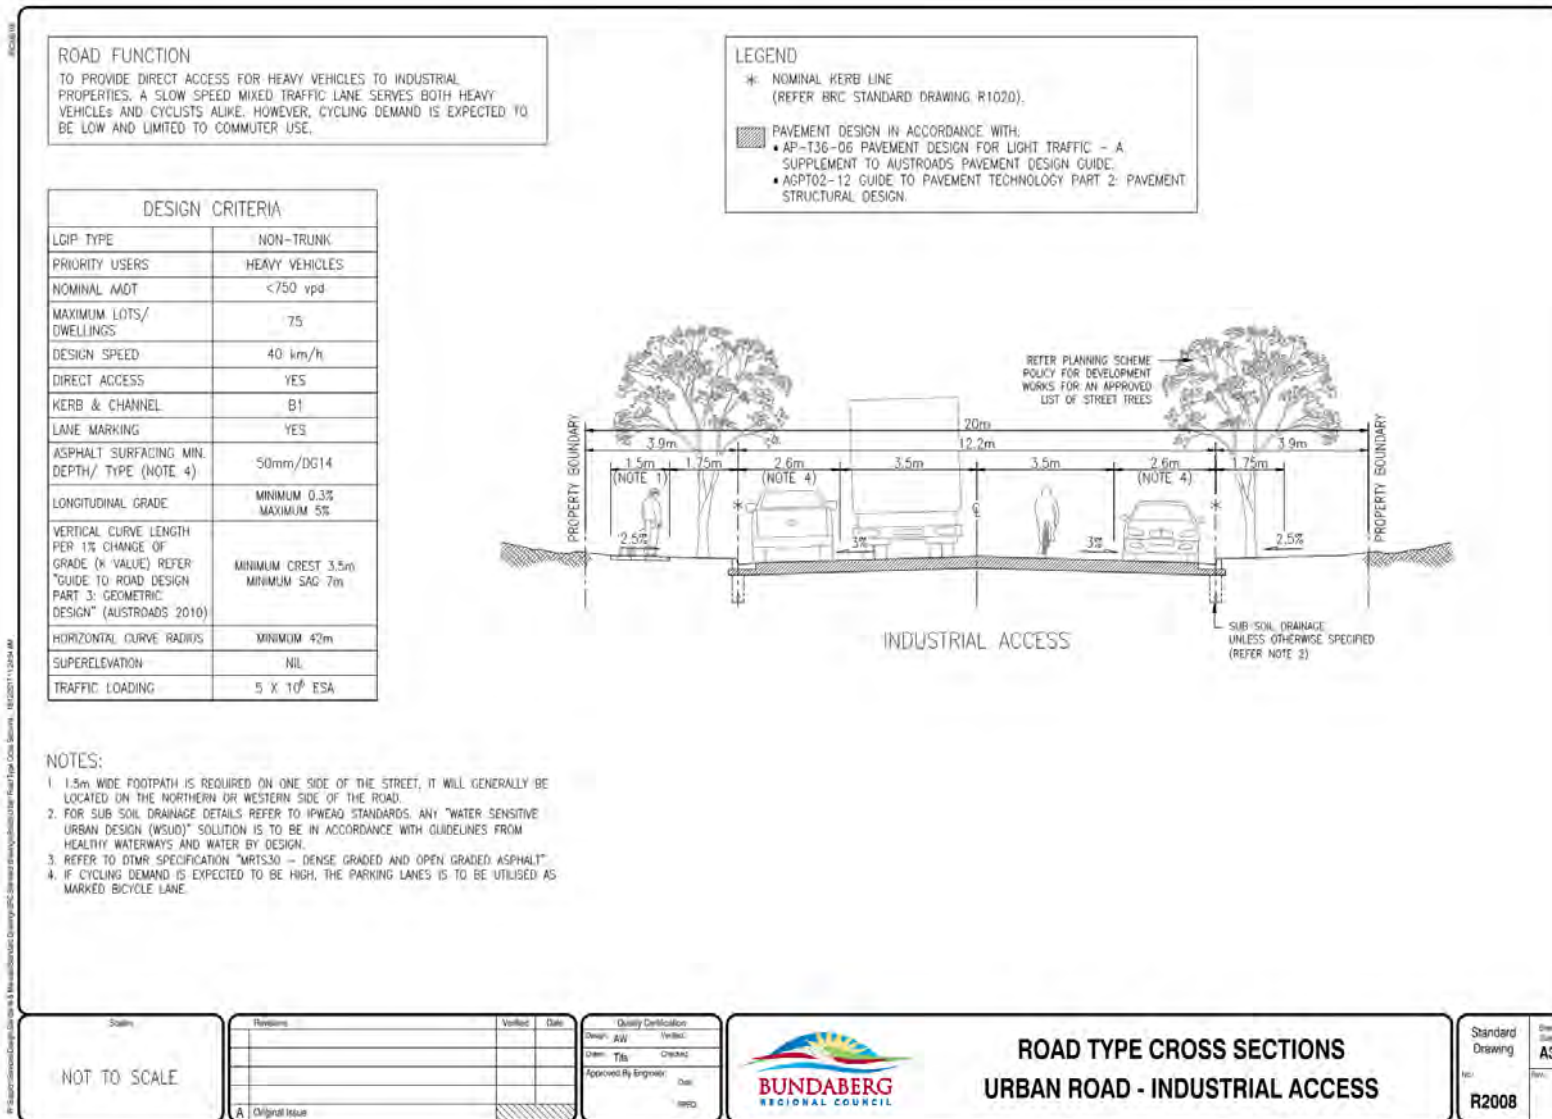 ROAD FUNCTION
TO PROVIDE DIRECT ACCESS FOR HEAVY VEHICLES TO INDUSTRIAL
PROPERTIES. A SLOW SPEED MIXED TRAFFIC LANE SERVES BOTH HEAVY
VEHICLEs AND CYCLISTS ALIKE. HOWEVER, CYCLING DEMAND IS EXPECTED TO
BE LOW AND LIMITED TO COMMUTER USE.
LEGEND
* NOMINAL KERB LINE
(REFER BRC STANDARD DRAWING R1020).
PAVEMENT DESIGN IN ACCORDANCE WITH:
• AP-T36-06 PAVEMENT DESIGN FOR LIGHT TRAFFIC - A
SUPPLEMENT TO AUSTROADS PAVEMENT DESIGN GUIDE.
• AGPT02-12 GUIDE TO PAVEMENT TECHNOLOGY PART 2: PAVEMENT
STRUCTURAL DESIGN.
DESIGN CRITERIA
LGIP TYPE NON-TRUNK
PRIORITY USERS HEAVY VEHICLES
NOMINAL AADT <750 vpd
MAXIMUM LOTS/
DWELLINGS 75
DESIGN SPEED 40 km/h
DIRECT ACCESS YES
KERB & CHANNEL B1
LANE MARKING YES
ASPHALT SURFACING MIN.
DEPTH/ TYPE (NOTE 4) 50mm/DG14
LONGITUDINAL GRADE MINIMUM 0.3%
MAXIMUM 5%
VERTICAL CURVE LENGTH
PER 1% CHANGE OF
GRADE (K VALUE) REFER
"GUIDE TO ROAD DESIGN
PART 3: GEOMETRIC
DESIGN" (AUSTROADS 2010)
MINIMUM CREST 3.5m
MINIMUM SAG 7m
HORIZONTAL CURVE RADIUS MINIMUM 42m
SUPERELEVATION NIL
TRAFFIC LOADING 5 X 10⁶ ESA
REFER PLANNING SCHEME
POLICY FOR DEVELOPMENT
WORKS FOR AN APPROVED
LIST OF STREET TREES
PROPERTY BOUNDARY
PROPERTY BOUNDARY
20m
3.9m 12.2m 3.9m
1.5m 1.75m 2.6m 3.5m 3.5m 2.6m 1.75m
(NOTE 1) (NOTE 4) (NOTE 4)
* *
2.5% 3% 3% 2.5%
SUB SOIL DRAINAGE
UNLESS OTHERWISE SPECIFIED
(REFER NOTE 2)
INDUSTRIAL ACCESS
NOTES:
1. 1.5m WIDE FOOTPATH IS REQUIRED ON ONE SIDE OF THE STREET, IT WILL GENERALLY BE
LOCATED ON THE NORTHERN OR WESTERN SIDE OF THE ROAD.
2. FOR SUB SOIL DRAINAGE DETAILS REFER TO IPWEAQ STANDARDS. ANY "WATER SENSITIVE
URBAN DESIGN (WSUD)" SOLUTION IS TO BE IN ACCORDANCE WITH GUIDELINES FROM
HEALTHY WATERWAYS AND WATER BY DESIGN.
3. REFER TO DTMR SPECIFICATION "MRTS30 - DENSE GRADED AND OPEN GRADED ASPHALT"
4. IF CYCLING DEMAND IS EXPECTED TO BE HIGH, THE PARKING LANES IS TO BE UTILISED AS
MARKED BICYCLE LANE.
Scales
NOT TO SCALE
Revisions Verified Date
A Original Issue
Quality Certification
Design: AW Verified:
Drawn: Tils Checked:
Approved By Engineer:
Date
RPEQ
BUNDABERG
REGIONAL COUNCIL
ROAD TYPE CROSS SECTIONS
URBAN ROAD - INDUSTRIAL ACCESS
Standard
Drawing
No.:
R2008
A3
Rev.